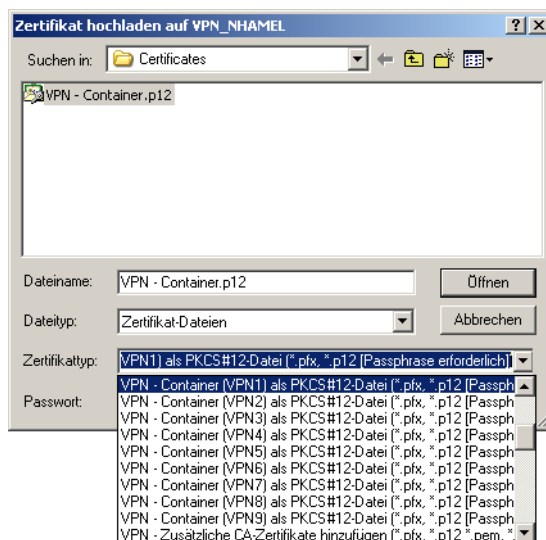 Zertifikat hochladen auf VPN_NHAMEL
Suchen in: Certificates
VPN - Container.p12
Dateiname: VPN - Container.p12 Öffnen
Dateityp: Zertifikat-Dateien Abbrechen
Zertifikattyp: VPN1) als PKCS#12-Datei (*.pfx, *.p12 [Passphrase erforderlich]
Passwort:
VPN - Container (VPN1) als PKCS#12-Datei (*.pfx, *.p12 [Passph
VPN - Container (VPN2) als PKCS#12-Datei (*.pfx, *.p12 [Passph
VPN - Container (VPN3) als PKCS#12-Datei (*.pfx, *.p12 [Passph
VPN - Container (VPN4) als PKCS#12-Datei (*.pfx, *.p12 [Passph
VPN - Container (VPN5) als PKCS#12-Datei (*.pfx, *.p12 [Passph
VPN - Container (VPN6) als PKCS#12-Datei (*.pfx, *.p12 [Passph
VPN - Container (VPN7) als PKCS#12-Datei (*.pfx, *.p12 [Passph
VPN - Container (VPN8) als PKCS#12-Datei (*.pfx, *.p12 [Passph
VPN - Container (VPN9) als PKCS#12-Datei (*.pfx, *.p12 [Passph
VPN - Zusätzliche CA-Zertifikate hinzufügen (*.pfx, *.p12 *.pem, *.